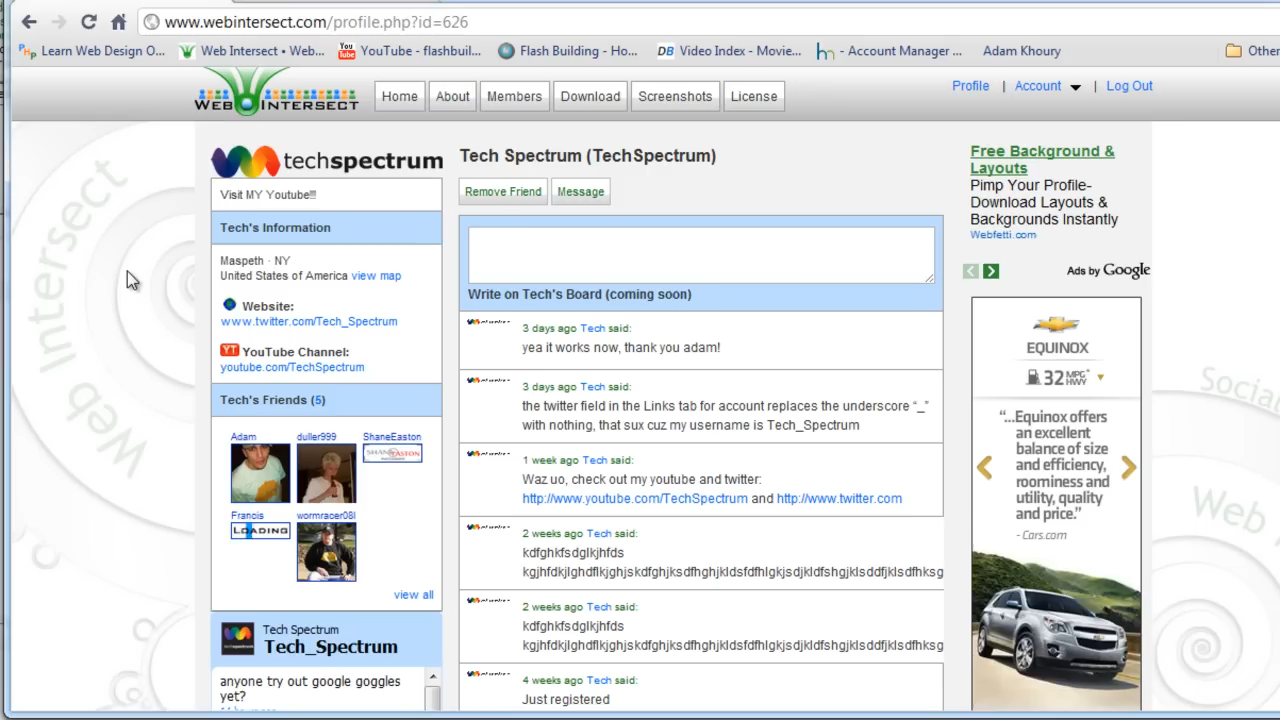 www.webintersect.com/profile.php?id=626
Learn Web Design O...
Web Intersect • Web...
YouTube - flashbuil...
Flash Building - Ho...
Video Index - Movie...
- Account Manager ...
Adam Khoury
Other
WEB INTERSECT
Home
About
Members
Download
Screenshots
License
Profile | Account | Log Out
techspectrum
Visit MY Youtube!!!
Tech's Information
Maspeth · NY
United States of America view map
Website:
www.twitter.com/Tech_Spectrum
YouTube Channel:
youtube.com/TechSpectrum
Tech's Friends (5)
Adam
duller999
ShaneEaston
SHANEEASTON
Francis
wormracer08l
LOADING
view all
Tech Spectrum
Tech_Spectrum
anyone try out google goggles
yet?
Tech Spectrum (TechSpectrum)
Remove Friend
Message
Write on Tech's Board (coming soon)
3 days ago Tech said:
yea it works now, thank you adam!
3 days ago Tech said:
the twitter field in the Links tab for account replaces the underscore “_”
with nothing, that sux cuz my username is Tech_Spectrum
1 week ago Tech said:
Waz uo, check out my youtube and twitter:
http://www.youtube.com/TechSpectrum and http://www.twitter.com
2 weeks ago Tech said:
kdfghkfsdglkjhfds
2 weeks ago Tech said:
kdfghkfsdglkjhfds
4 weeks ago Tech said:
Just registered
Free Background &
Layouts
Pimp Your Profile-
Download Layouts &
Backgrounds Instantly
Webfetti.com
Ads by Google
EQUINOX
32 MPG* HWY
“...Equinox offers
an excellent
balance of size
and efficiency,
roominess and
utility, quality
and price.”
- Cars.com
Web Intersect
Social
Web